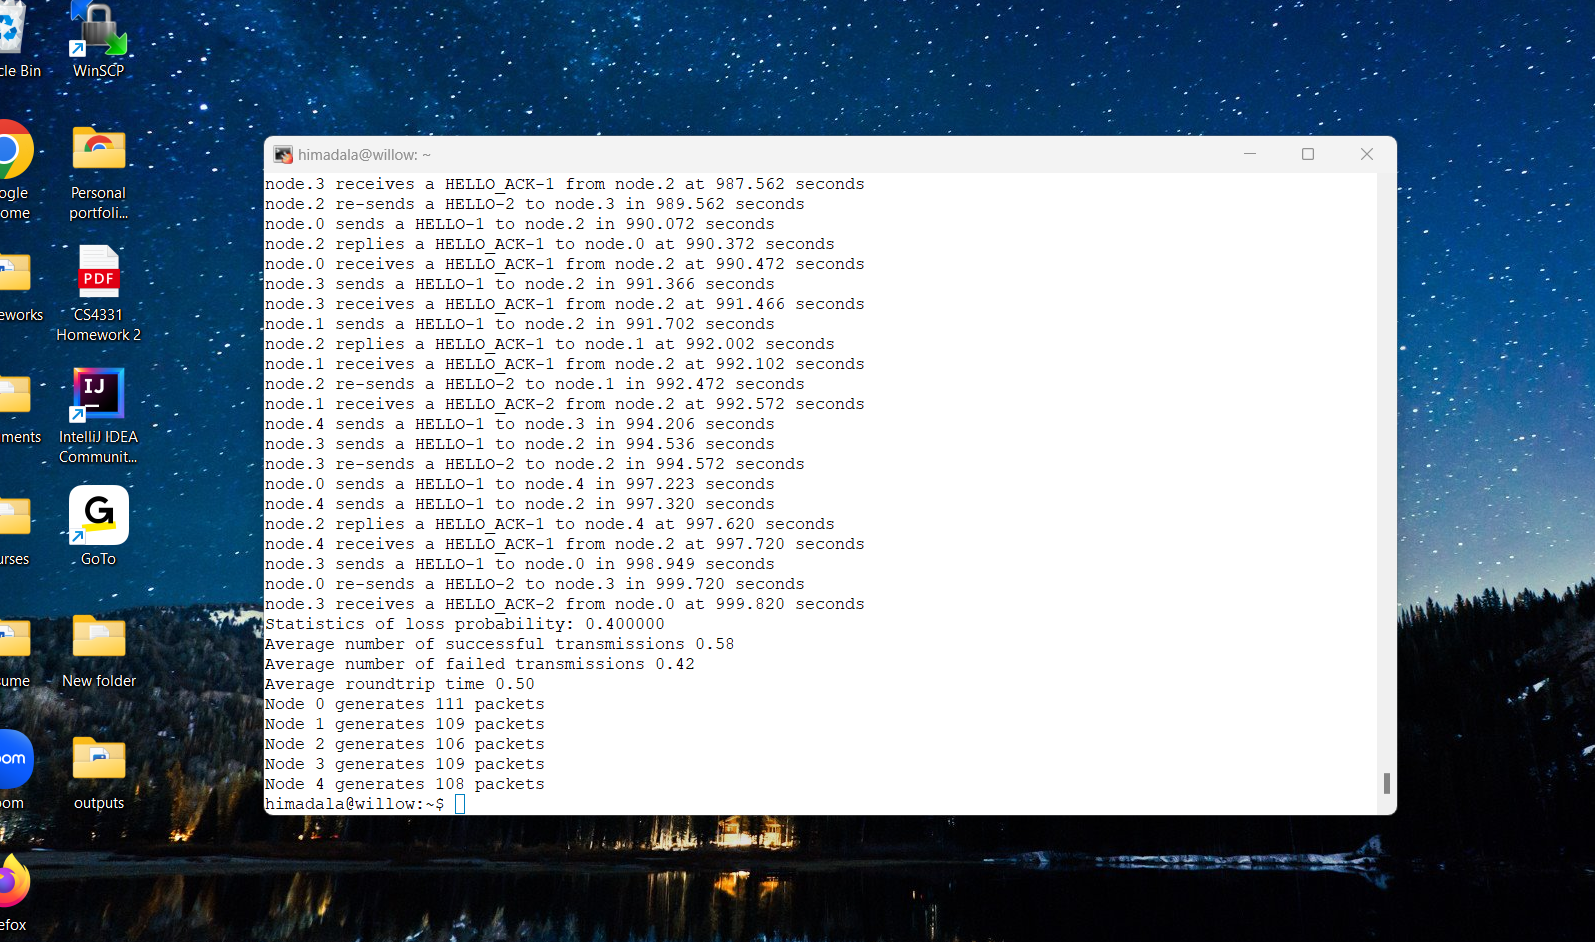 cle Bin
WinSCP
ogle
ome
Personal
portfoli...
eworks
PDF
CS4331
Homework 2
ments
IJ
IntelliJ IDEA
Communit...
urses
G
GoTo
ume
New folder
oom
oom
outputs
efox
himadala@willow: ~
node.3 receives a HELLO_ACK-1 from node.2 at 987.562 seconds
node.2 re-sends a HELLO-2 to node.3 in 989.562 seconds
node.0 sends a HELLO-1 to node.2 in 990.072 seconds
node.2 replies a HELLO_ACK-1 to node.0 at 990.372 seconds
node.0 receives a HELLO_ACK-1 from node.2 at 990.472 seconds
node.3 sends a HELLO-1 to node.2 in 991.366 seconds
node.3 receives a HELLO_ACK-1 from node.2 at 991.466 seconds
node.1 sends a HELLO-1 to node.2 in 991.702 seconds
node.2 replies a HELLO_ACK-1 to node.1 at 992.002 seconds
node.1 receives a HELLO_ACK-1 from node.2 at 992.102 seconds
node.2 re-sends a HELLO-2 to node.1 in 992.472 seconds
node.1 receives a HELLO_ACK-2 from node.2 at 992.572 seconds
node.4 sends a HELLO-1 to node.3 in 994.206 seconds
node.3 sends a HELLO-1 to node.2 in 994.536 seconds
node.3 re-sends a HELLO-2 to node.2 in 994.572 seconds
node.0 sends a HELLO-1 to node.4 in 997.223 seconds
node.4 sends a HELLO-1 to node.2 in 997.320 seconds
node.2 replies a HELLO_ACK-1 to node.4 at 997.620 seconds
node.4 receives a HELLO_ACK-1 from node.2 at 997.720 seconds
node.3 sends a HELLO-1 to node.0 in 998.949 seconds
node.0 re-sends a HELLO-2 to node.3 in 999.720 seconds
node.3 receives a HELLO_ACK-2 from node.0 at 999.820 seconds
Statistics of loss probability: 0.400000
Average number of successful transmissions 0.58
Average number of failed transmissions 0.42
Average roundtrip time 0.50
Node 0 generates 111 packets
Node 1 generates 109 packets
Node 2 generates 106 packets
Node 3 generates 109 packets
Node 4 generates 108 packets
himadala@willow:~$